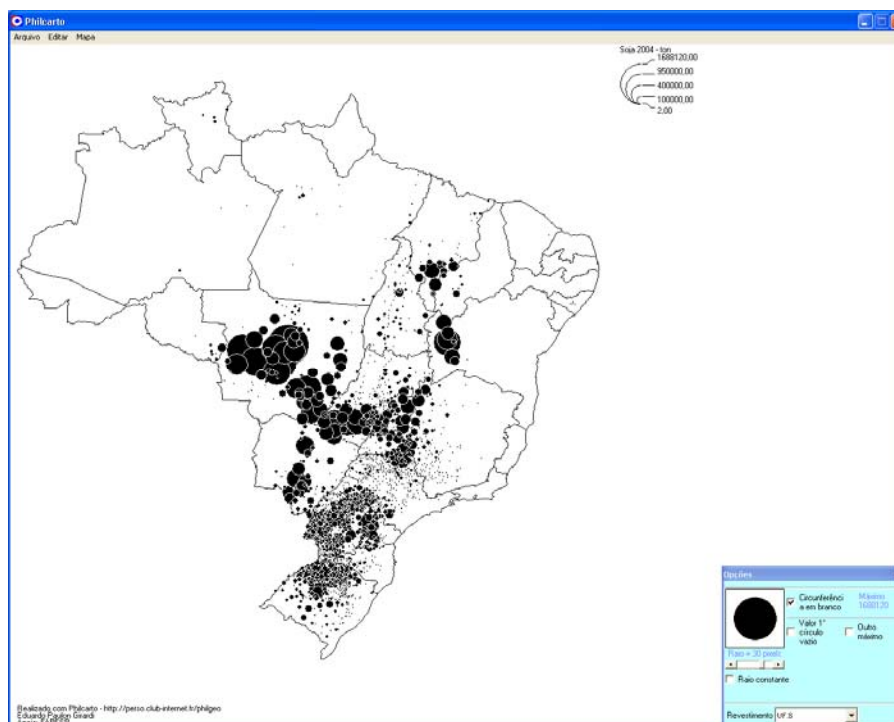 Philcarto
Arquivo Editar Mapa
Soja 2004 - ton
1688120,00
950000,00
400000,00
100000,00
2,00
Opções
Circunferênci
a em branco
Máximo
1688120
Valor 1°
círculo
vazio
Outro
máximo
Raio = 30 pixels
Raio constante
Revestimento UF.S
Realizado com Philcarto - http://perso.club-internet.fr/philgeo
Eduardo Paulon Girardi